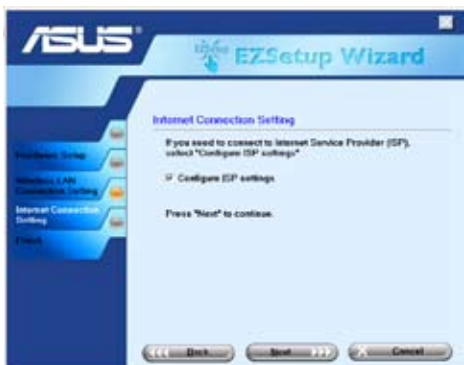 ASUS
EZSetup Wizard
Internet Connection Setting
If you need to connect to Internet Service Provider (ISP),
select "Configure ISP settings"
Configure ISP settings
Press "Next" to continue.
Hardware Setup
Wireless LAN
Connection Setting
Internet Connection
Setting
Finish
Back
Next
Cancel